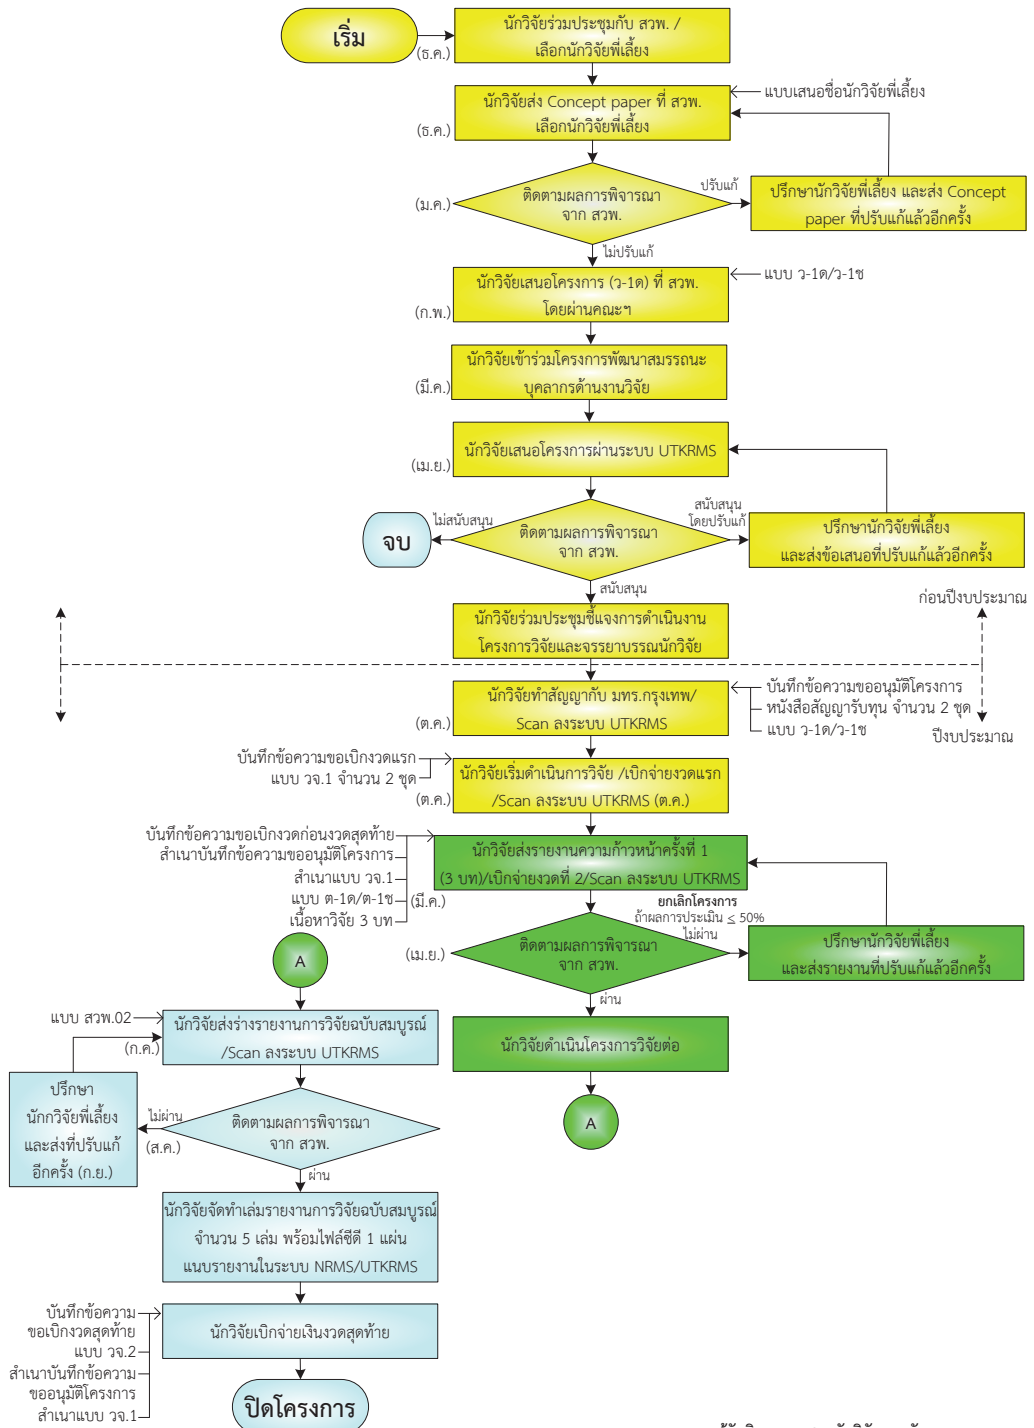 เริ่ม
(ธ.ค.)
นักวิจัยร่วมประชุมกับ สวพ. /
เลือกนักวิจัยพี่เลี้ยง
นักวิจัยส่ง Concept paper ที่ สวพ.
เลือกนักวิจัยพี่เลี้ยง
(ธ.ค.)
แบบเสนอชื่อนักวิจัยพี่เลี้ยง
ติดตามผลการพิจารณา
จาก สวพ.
(ม.ค.)
ปรับแก้
ปรึกษานักวิจัยพี่เลี้ยง และส่ง Concept
paper ที่ปรับแก้แล้วอีกครั้ง
ไม่ปรับแก้
นักวิจัยเสนอโครงการ (ว-1ด) ที่ สวพ.
โดยผ่านคณะฯ
(ก.พ.)
แบบ ว-1ด/ว-1ช
นักวิจัยเข้าร่วมโครงการพัฒนาสมรรถนะ
บุคลากรด้านงานวิจัย
(มี.ค.)
นักวิจัยเสนอโครงการผ่านระบบ UTKRMS
(เม.ย.)
ติดตามผลการพิจารณา
จาก สวพ.
ไม่สนับสนุน
จบ
สนับสนุน
โดยปรับแก้
ปรึกษานักวิจัยพี่เลี้ยง
และส่งข้อเสนอที่ปรับแก้แล้วอีกครั้ง
สนับสนุน
นักวิจัยร่วมประชุมชี้แจงการดำเนินงาน
โครงการวิจัยและจรรยาบรรณนักวิจัย
ก่อนปีงบประมาณ
ปีงบประมาณ
นักวิจัยทำสัญญากับ มทร.กรุงเทพ/
Scan ลงระบบ UTKRMS
(ต.ค.)
บันทึกข้อความขออนุมัติโครงการ
หนังสือสัญญารับทุน จำนวน 2 ชุด
แบบ ว-1ด/ว-1ช
บันทึกข้อความขอเบิกงวดแรก
แบบ วจ.1 จำนวน 2 ชุด
(ต.ค.)
นักวิจัยเริ่มดำเนินการวิจัย /เบิกจ่ายงวดแรก
/Scan ลงระบบ UTKRMS (ต.ค.)
บันทึกข้อความขอเบิกงวดก่อนงวดสุดท้าย
สำเนาบันทึกข้อความขออนุมัติโครงการ
สำเนาแบบ วจ.1
แบบ ต-1ด/ต-1ช
เนื้อหาวิจัย 3 บท
(มี.ค.)
นักวิจัยส่งรายงานความก้าวหน้าครั้งที่ 1
(3 บท)/เบิกจ่ายงวดที่ 2/Scan ลงระบบ UTKRMS
ยกเลิกโครงการ
ถ้าผลการประเมิน ≤ 50%
ไม่ผ่าน
ติดตามผลการพิจารณา
จาก สวพ.
(เม.ย.)
ปรึกษานักวิจัยพี่เลี้ยง
และส่งรายงานที่ปรับแก้แล้วอีกครั้ง
ผ่าน
นักวิจัยดำเนินโครงการวิจัยต่อ
A
A
แบบ สวพ.02
(ก.ค.)
นักวิจัยส่งร่างรายงานการวิจัยฉบับสมบูรณ์
/Scan ลงระบบ UTKRMS
ปรึกษา
นักกวิจัยพี่เลี้ยง
และส่งที่ปรับแก้
อีกครั้ง (ก.ย.)
ไม่ผ่าน
(ส.ค.)
ติดตามผลการพิจารณา
จาก สวพ.
ผ่าน
นักวิจัยจัดทำเล่มรายงานการวิจัยฉบับสมบูรณ์
จำนวน 5 เล่ม พร้อมไฟล์ซีดี 1 แผ่น
แนบรายงานในระบบ NRMS/UTKRMS
บันทึกข้อความ
ขอเบิกงวดสุดท้าย
แบบ วจ.2
สำเนาบันทึกข้อความ
ขออนุมัติโครงการ
สำเนาแบบ วจ.1
นักวิจัยเบิกจ่ายเงินงวดสุดท้าย
ปิดโครงการ